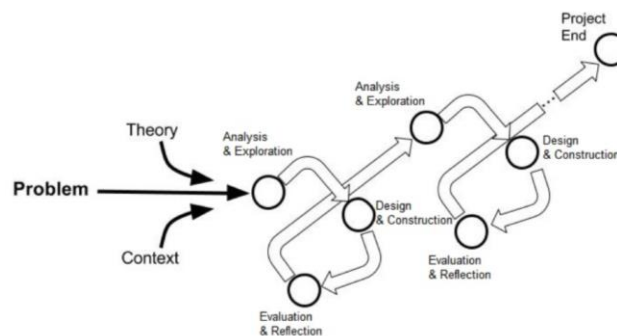 Project
End
Analysis
& Exploration
Theory
Analysis
& Exploration
Design
& Construction
Problem
Design
& Construction
Context
Evaluation
& Reflection
Evaluation
& Reflection